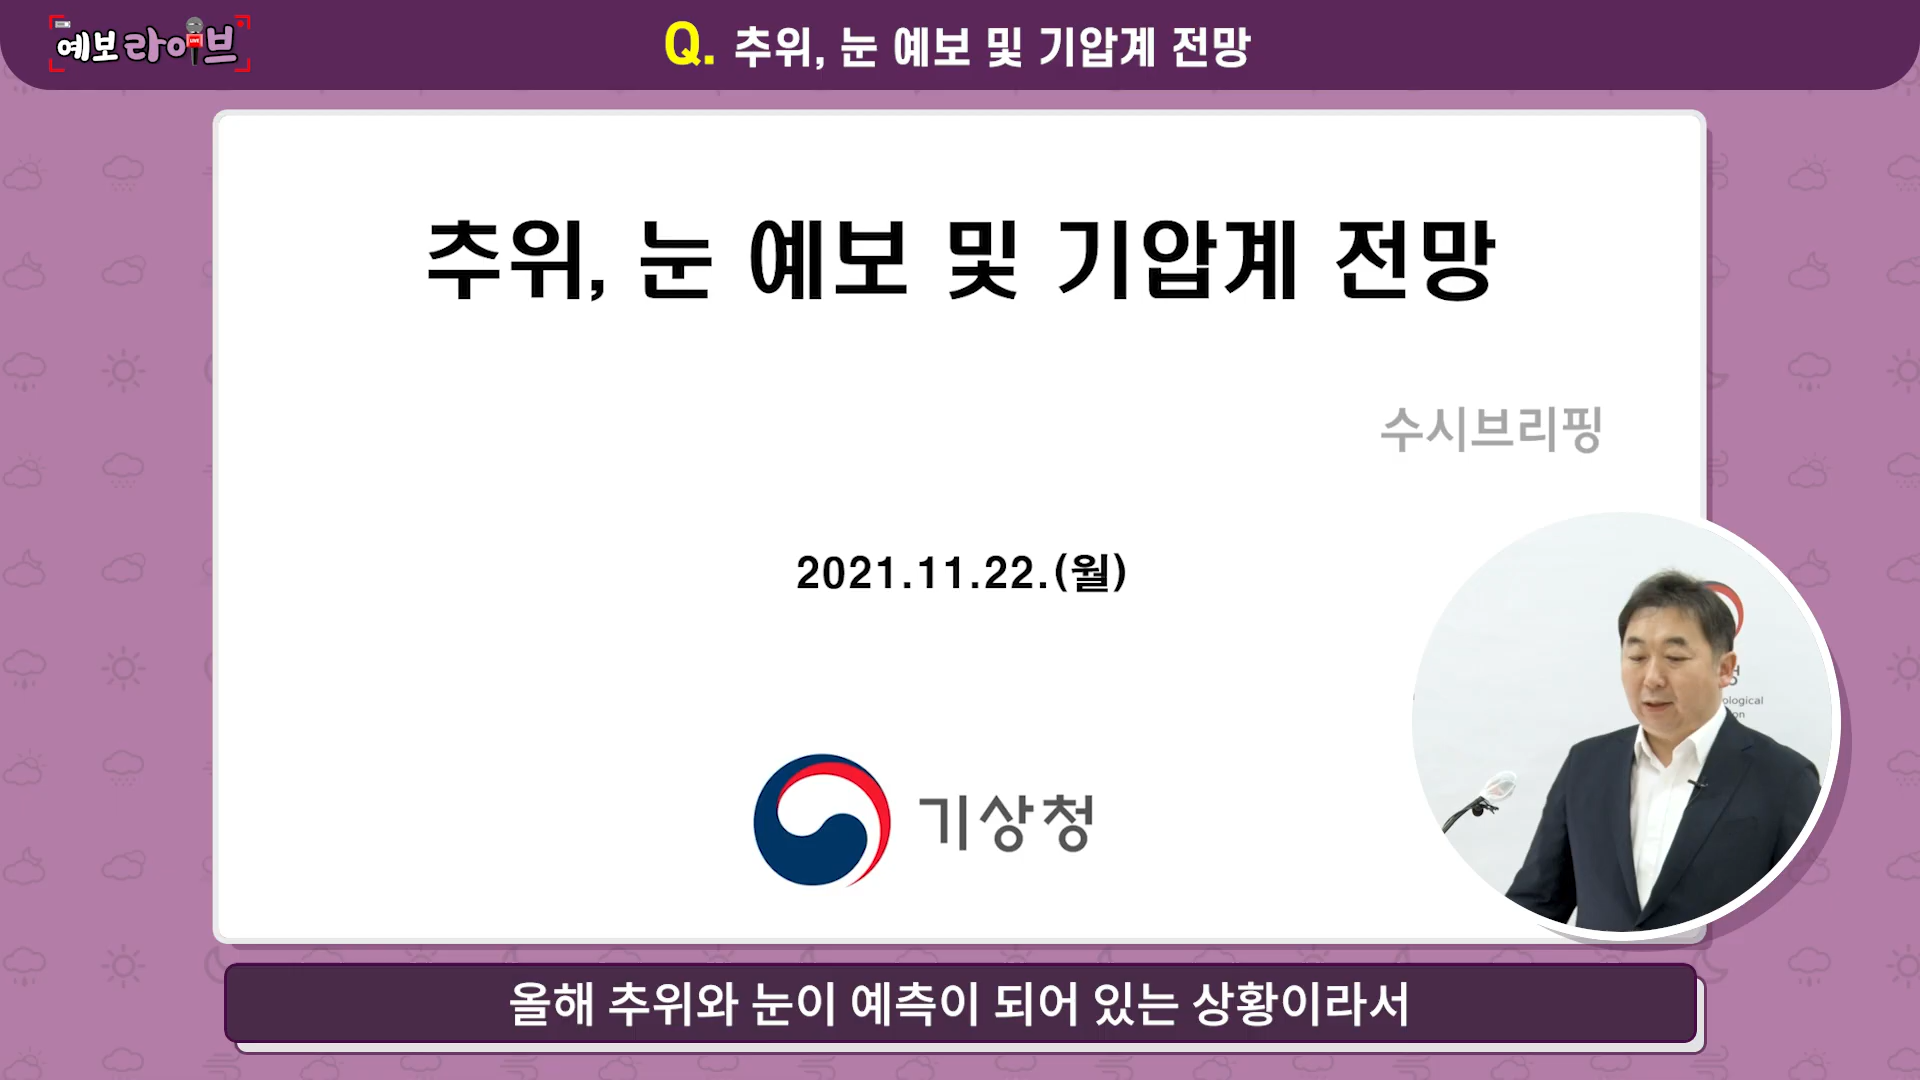 예보 라이브
LIVE
Q. 추위, 눈 예보 및 기압계 전망
추위, 눈 예보 및 기압계 전망
수시브리핑
2021.11.22.(월)
기상청
올해 추위와 눈이 예측이 되어 있는 상황이라서